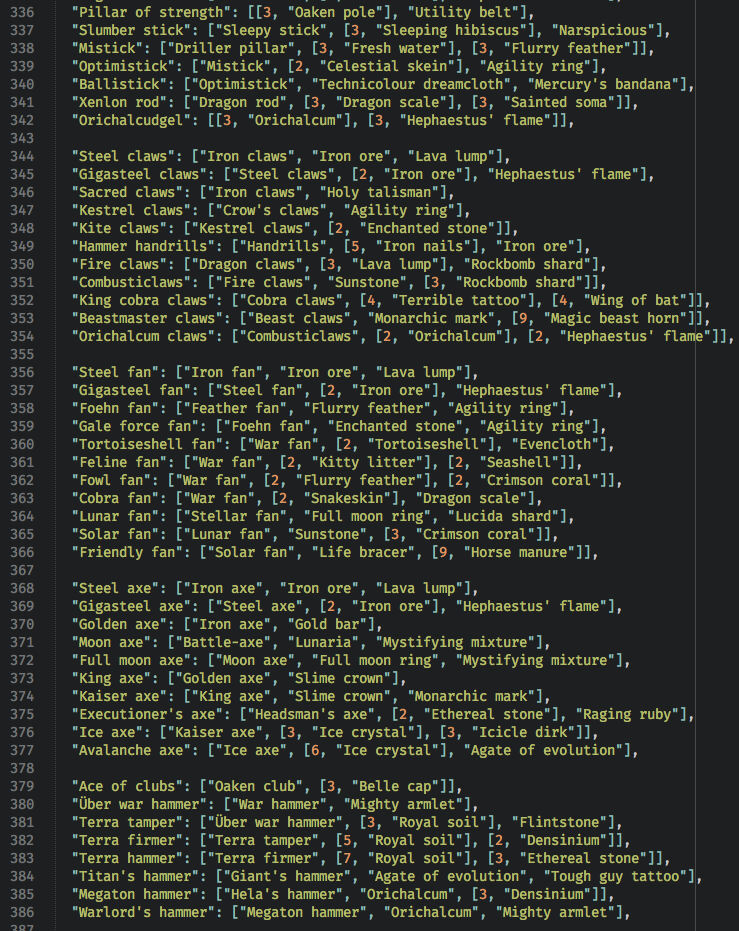 336 "Pillar of strength": [[3, "Oaken pole"], "Utility belt"],
337 "Slumber stick": ["Sleepy stick", [3, "Sleeping hibiscus"], "Narspicious"],
338 "Mistick": ["Driller pillar", [3, "Fresh water"], [3, "Flurry feather"]],
339 "Optimistick": ["Mistick", [2, "Celestial skein"], "Agility ring"],
340 "Ballistick": ["Optimistick", "Technicolour dreamcloth", "Mercury's bandana"],
341 "Xenlon rod": ["Dragon rod", [3, "Dragon scale"], [3, "Sainted soma"]],
342 "Orichalcudgel": [[3, "Orichalcum"], [3, "Hephaestus' flame"]],
343
344 "Steel claws": ["Iron claws", "Iron ore", "Lava lump"],
345 "Gigasteel claws": ["Steel claws", [2, "Iron ore"], "Hephaestus' flame"],
346 "Sacred claws": ["Iron claws", "Holy talisman"],
347 "Kestrel claws": ["Crow's claws", "Agility ring"],
348 "Kite claws": ["Kestrel claws", [2, "Enchanted stone"]],
349 "Hammer handrills": ["Handrills", [5, "Iron nails"], "Iron ore"],
350 "Fire claws": ["Dragon claws", [3, "Lava lump"], "Rockbomb shard"],
351 "Combusticlaws": ["Fire claws", "Sunstone", [3, "Rockbomb shard"]],
352 "King cobra claws": ["Cobra claws", [4, "Terrible tattoo"], [4, "Wing of bat"]],
353 "Beastmaster claws": ["Beast claws", "Monarchic mark", [9, "Magic beast horn"]],
354 "Orichalcum claws": ["Combusticlaws", [2, "Orichalcum"], [2, "Hephaestus' flame"]],
355
356 "Steel fan": ["Iron fan", "Iron ore", "Lava lump"],
357 "Gigasteel fan": ["Steel fan", [2, "Iron ore"], "Hephaestus' flame"],
358 "Foehn fan": ["Feather fan", "Flurry feather", "Agility ring"],
359 "Gale force fan": ["Foehn fan", "Enchanted stone", "Agility ring"],
360 "Tortoiseshell fan": ["War fan", [2, "Tortoiseshell"], "Evencloth"],
361 "Feline fan": ["War fan", [2, "Kitty litter"], [2, "Seashell"]],
362 "Fowl fan": ["War fan", [2, "Flurry feather"], [2, "Crimson coral"]],
363 "Cobra fan": ["War fan", [2, "Snakeskin"], "Dragon scale"],
364 "Lunar fan": ["Stellar fan", "Full moon ring", "Lucida shard"],
365 "Solar fan": ["Lunar fan", "Sunstone", [3, "Crimson coral"]],
366 "Friendly fan": ["Solar fan", "Life bracer", [9, "Horse manure"]],
367
368 "Steel axe": ["Iron axe", "Iron ore", "Lava lump"],
369 "Gigasteel axe": ["Steel axe", [2, "Iron ore"], "Hephaestus' flame"],
370 "Golden axe": ["Iron axe", "Gold bar"],
371 "Moon axe": ["Battle-axe", "Lunaria", "Mystifying mixture"],
372 "Full moon axe": ["Moon axe", "Full moon ring", "Mystifying mixture"],
373 "King axe": ["Golden axe", "Slime crown"],
374 "Kaiser axe": ["King axe", "Slime crown", "Monarchic mark"],
375 "Executioner's axe": ["Headsman's axe", [2, "Ethereal stone"], "Raging ruby"],
376 "Ice axe": ["Kaiser axe", [3, "Ice crystal"], [3, "Icicle dirk"]],
377 "Avalanche axe": ["Ice axe", [6, "Ice crystal"], "Agate of evolution"],
378
379 "Ace of clubs": ["Oaken club", [3, "Belle cap"]],
380 "Über war hammer": ["War hammer", "Mighty armlet"],
381 "Terra tamper": ["Über war hammer", [3, "Royal soil"], "Flintstone"],
382 "Terra firmer": ["Terra tamper", [5, "Royal soil"], [2, "Densinium"]],
383 "Terra hammer": ["Terra firmer", [7, "Royal soil"], [3, "Ethereal stone"]],
384 "Titan's hammer": ["Giant's hammer", "Agate of evolution", "Tough guy tattoo"],
385 "Megaton hammer": ["Hela's hammer", "Orichalcum", [3, "Densinium"]],
386 "Warlord's hammer": ["Megaton hammer", "Orichalcum", "Mighty armlet"],
387